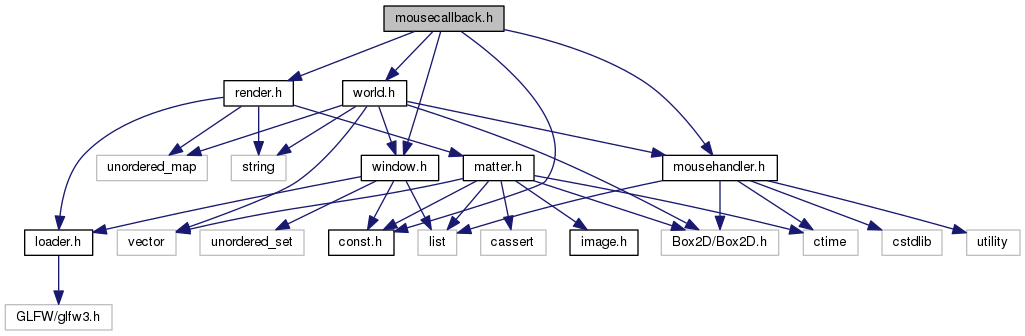 mousecallback.h
render.h
world.h
unordered_map
string
window.h
matter.h
mousehandler.h
loader.h
vector
unordered_set
const.h
list
cassert
image.h
Box2D/Box2D.h
ctime
cstdlib
utility
GLFW/glfw3.h